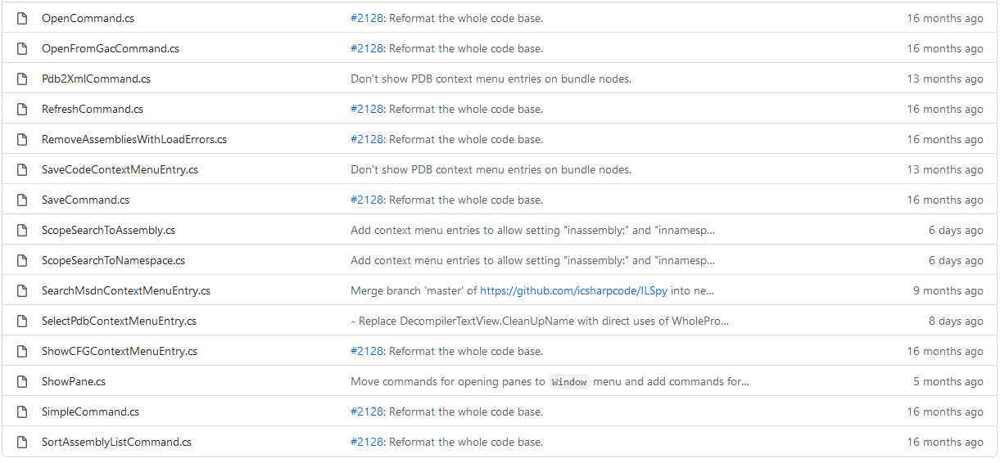 OpenCommand.cs #2128: Reformat the whole code base. 16 months ago
OpenFromGacCommand.cs #2128: Reformat the whole code base. 16 months ago
Pdb2XmlCommand.cs Don't show PDB context menu entries on bundle nodes. 13 months ago
RefreshCommand.cs #2128: Reformat the whole code base. 16 months ago
RemoveAssembliesWithLoadErrors.cs #2128: Reformat the whole code base. 16 months ago
SaveCodeContextMenuEntry.cs Don't show PDB context menu entries on bundle nodes. 13 months ago
SaveCommand.cs #2128: Reformat the whole code base. 16 months ago
ScopeSearchToAssembly.cs Add context menu entries to allow setting "inassembly:" and "innamesp... 6 days ago
ScopeSearchToNamespace.cs Add context menu entries to allow setting "inassembly:" and "innamesp... 6 days ago
SearchMsdnContextMenuEntry.cs Merge branch 'master' of https://github.com/icsharpcode/ILSpy into ne... 9 months ago
SelectPdbContextMenuEntry.cs - Replace DecompilerTextView.CleanUpName with direct uses of WholePro... 8 days ago
ShowCFGContextMenuEntry.cs #2128: Reformat the whole code base. 16 months ago
ShowPane.cs Move commands for opening panes to Window menu and add commands for... 5 months ago
SimpleCommand.cs #2128: Reformat the whole code base. 16 months ago
SortAssemblyListCommand.cs #2128: Reformat the whole code base. 16 months ago